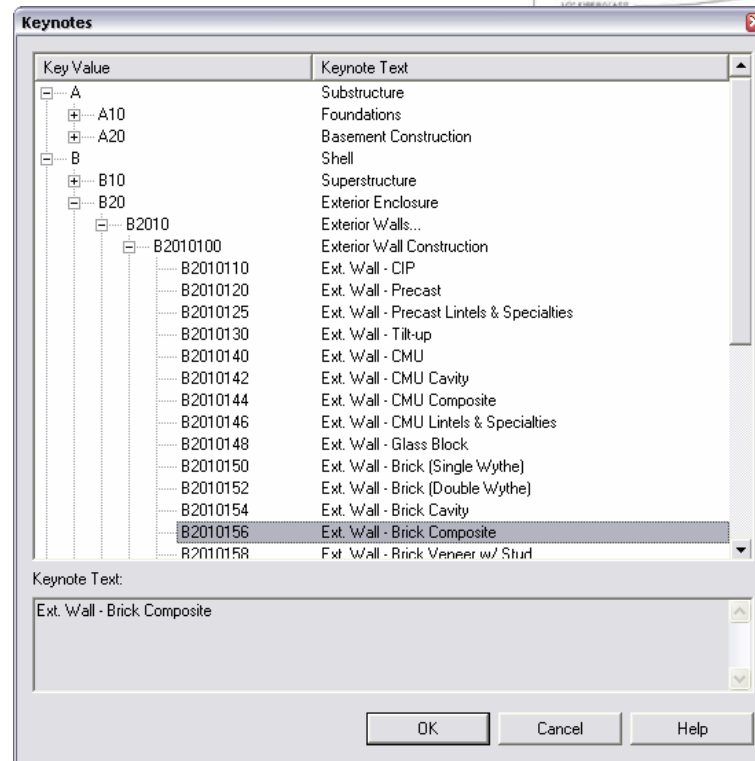 Keynotes
Key Value Keynote Text
A Substructure
A10 Foundations
A20 Basement Construction
B Shell
B10 Superstructure
B20 Exterior Enclosure
B2010 Exterior Walls...
B2010100 Exterior Wall Construction
B2010110 Ext. Wall - CIP
B2010120 Ext. Wall - Precast
B2010125 Ext. Wall - Precast Lintels & Specialties
B2010130 Ext. Wall - Tilt-up
B2010140 Ext. Wall - CMU
B2010142 Ext. Wall - CMU Cavity
B2010144 Ext. Wall - CMU Composite
B2010146 Ext. Wall - CMU Lintels & Specialties
B2010148 Ext. Wall - Glass Block
B2010150 Ext. Wall - Brick (Single Wythe)
B2010152 Ext. Wall - Brick (Double Wythe)
B2010154 Ext. Wall - Brick Cavity
B2010156 Ext. Wall - Brick Composite
B2010158 Ext. Wall - Brick Veneer w/ Stud
Keynote Text:
Ext. Wall - Brick Composite
OK Cancel Help